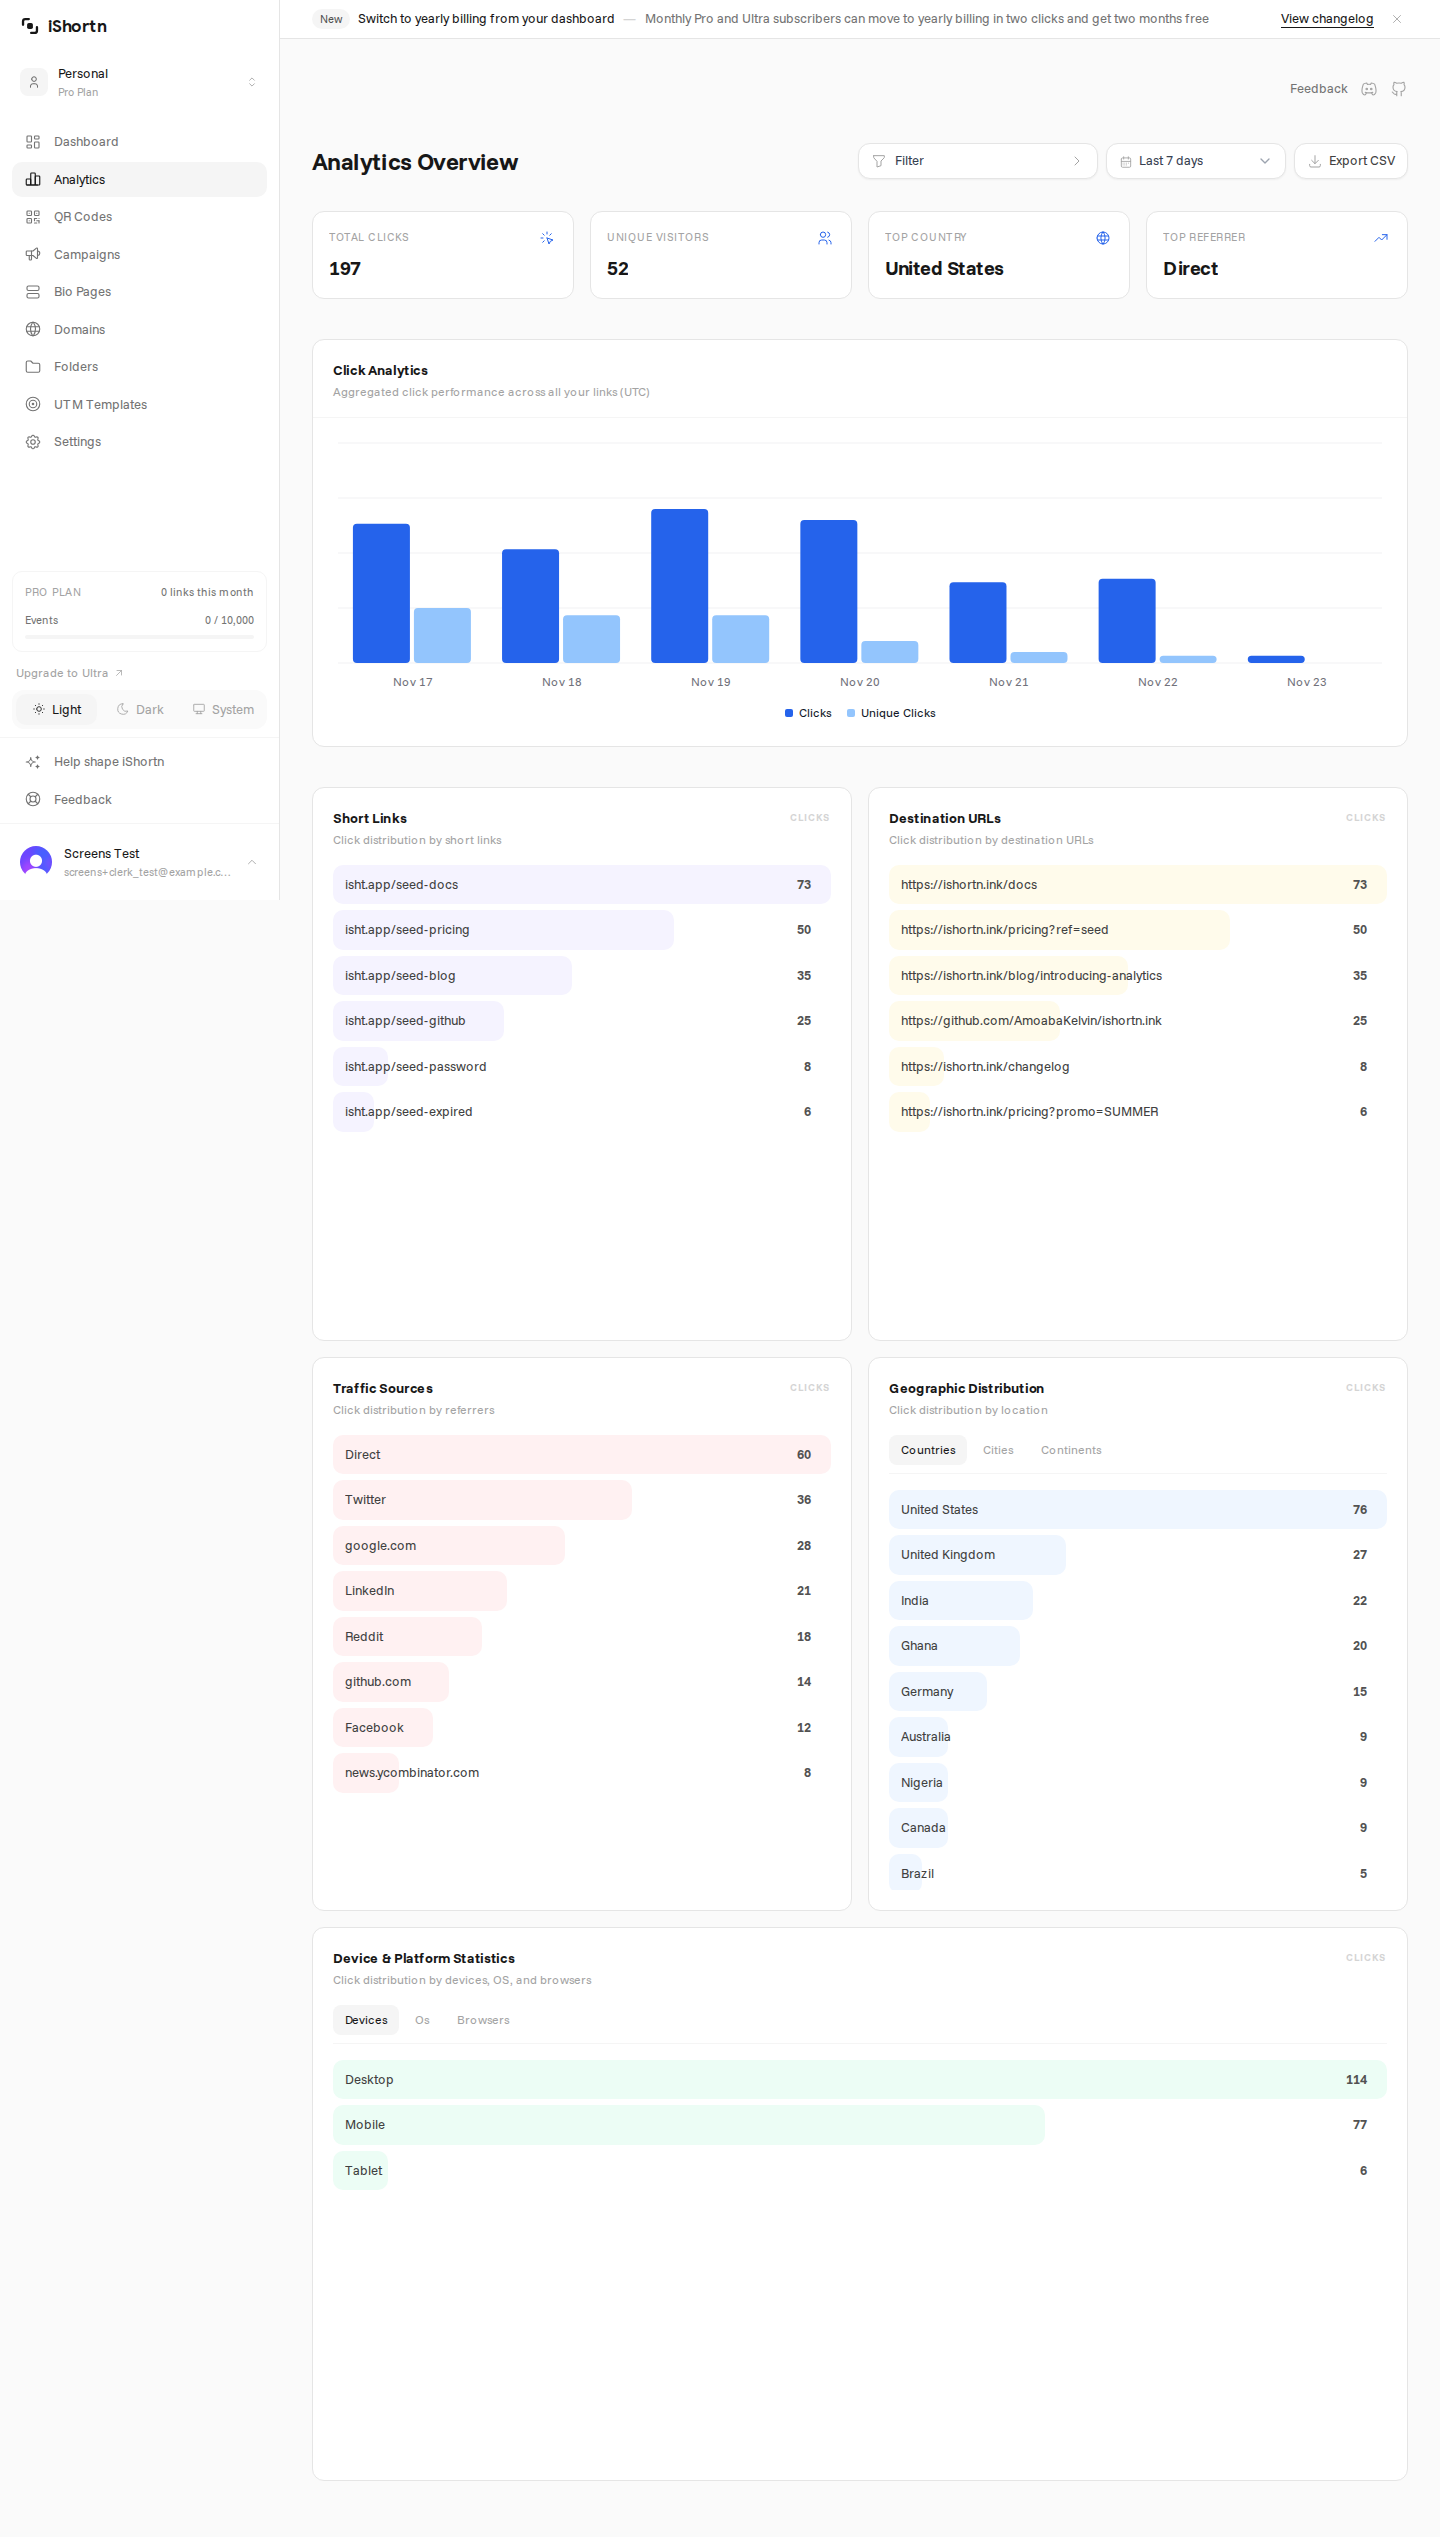 iShortn
Personal
Pro Plan
Dashboard
Analytics
QR Codes
Campaigns
Bio Pages
Domains
Folders
UTM Templates
Settings
PRO PLAN 0 links this month
Events 0 / 10,000
Upgrade to Ultra
Light Dark System
Help shape iShortn
Feedback
Screens Test
screens+clerk_test@example.c...
New Switch to yearly billing from your dashboard — Monthly Pro and Ultra subscribers can move to yearly billing in two clicks and get two months free View changelog
Feedback
Analytics Overview
Filter
Last 7 days
Export CSV
TOTAL CLICKS
197
UNIQUE VISITORS
52
TOP COUNTRY
United States
TOP REFERRER
Direct
Click Analytics
Aggregated click performance across all your links (UTC)
Nov 17 Nov 18 Nov 19 Nov 20 Nov 21 Nov 22 Nov 23
Clicks Unique Clicks
Short Links CLICKS
Click distribution by short links
isht.app/seed-docs 73
isht.app/seed-pricing 50
isht.app/seed-blog 35
isht.app/seed-github 25
isht.app/seed-password 8
isht.app/seed-expired 6
Destination URLs CLICKS
Click distribution by destination URLs
https://ishortn.ink/docs 73
https://ishortn.ink/pricing?ref=seed 50
https://ishortn.ink/blog/introducing-analytics 35
https://github.com/AmoabaKelvin/ishortn.ink 25
https://ishortn.ink/changelog 8
https://ishortn.ink/pricing?promo=SUMMER 6
Traffic Sources CLICKS
Click distribution by referrers
Direct 60
Twitter 36
google.com 28
LinkedIn 21
Reddit 18
github.com 14
Facebook 12
news.ycombinator.com 8
Geographic Distribution CLICKS
Click distribution by location
Countries Cities Continents
United States 76
United Kingdom 27
India 22
Ghana 20
Germany 15
Australia 9
Nigeria 9
Canada 9
Brazil 5
Device & Platform Statistics CLICKS
Click distribution by devices, OS, and browsers
Devices Os Browsers
Desktop 114
Mobile 77
Tablet 6